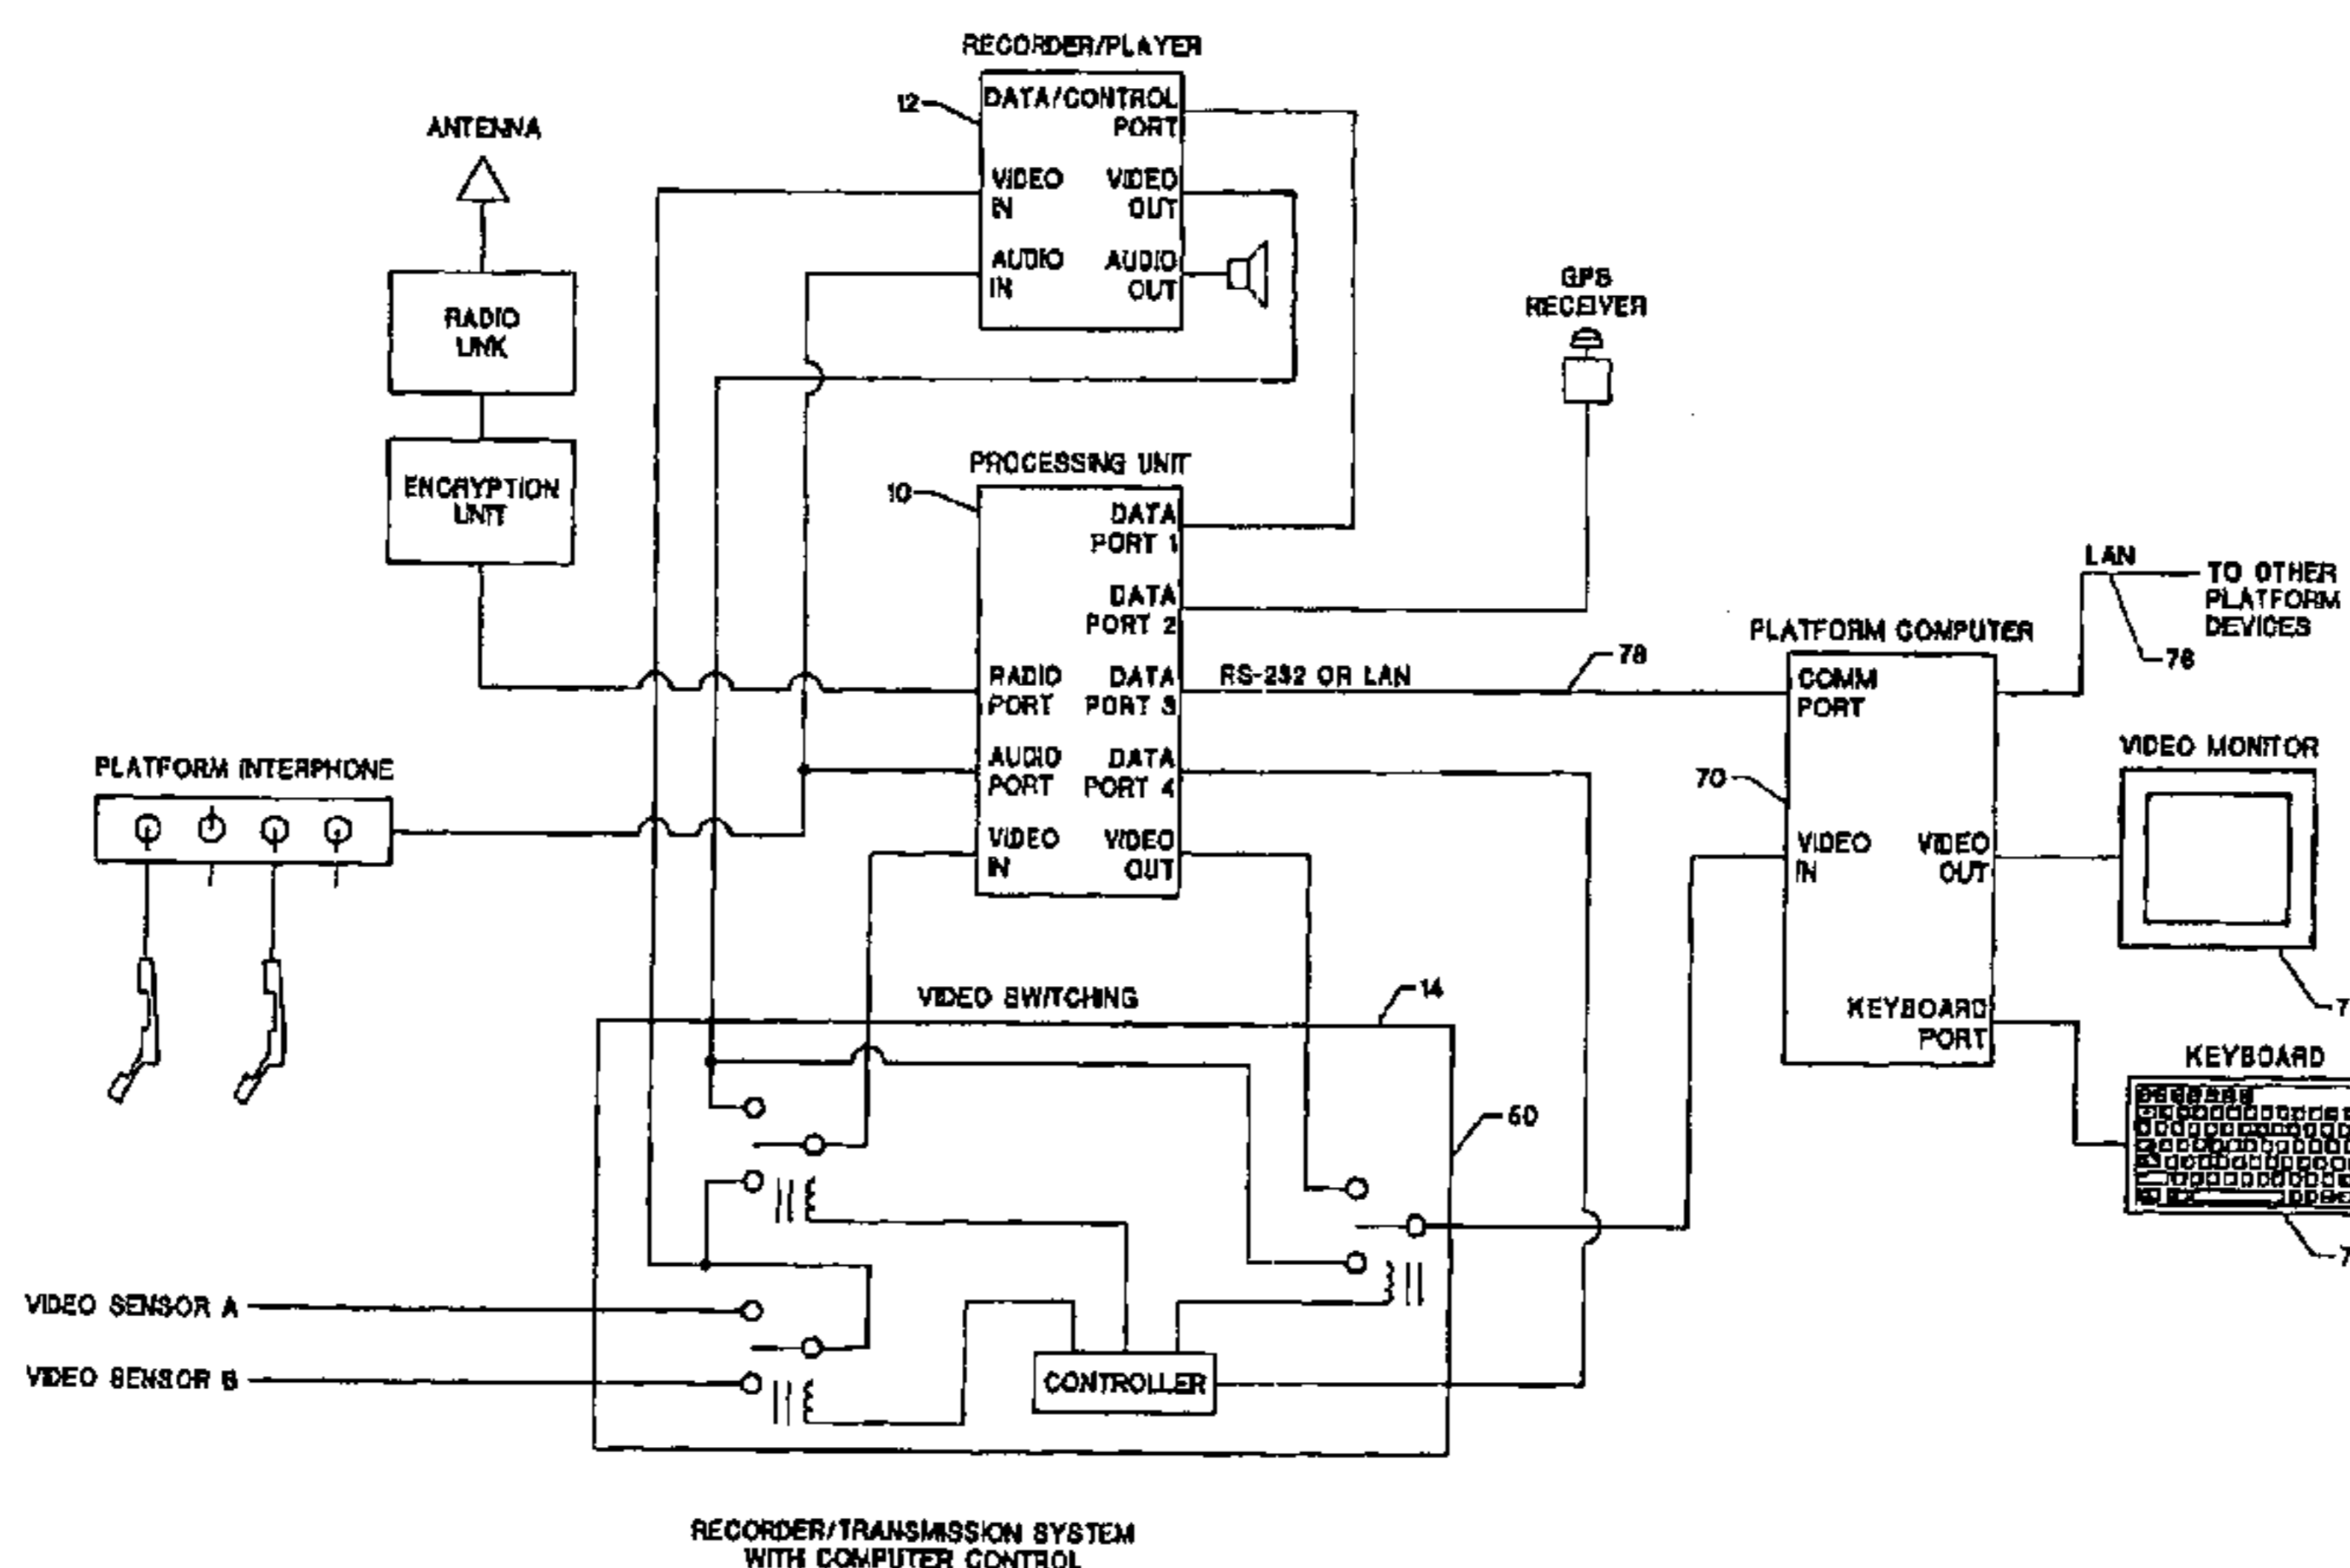 RECORDER/PLAYER
12
DATA/CONTROL
PORT
VIDEO
IN
VIDEO
OUT
AUDIO
IN
AUDIO
OUT
ANTENNA
RADIO
LINK
ENCRYPTION
UNIT
GPS
RECEIVER
PROCESSING UNIT
10
DATA
PORT 1
DATA
PORT 2
RADIO
PORT
DATA
PORT 3
AUDIO
PORT
DATA
PORT 4
VIDEO
IN
VIDEO
OUT
RS-232 OR LAN
78
LAN
TO OTHER
PLATFORM
DEVICES
76
PLATFORM COMPUTER
70
COMM
PORT
VIDEO
IN
VIDEO
OUT
KEYBOARD
PORT
VIDEO MONITOR
KEYBOARD
PLATFORM INTERPHONE
VIDEO SWITCHING
14
60
VIDEO SENSOR A
VIDEO SENSOR B
CONTROLLER
RECORDER/TRANSMISSION SYSTEM
WITH COMPUTER CONTROL